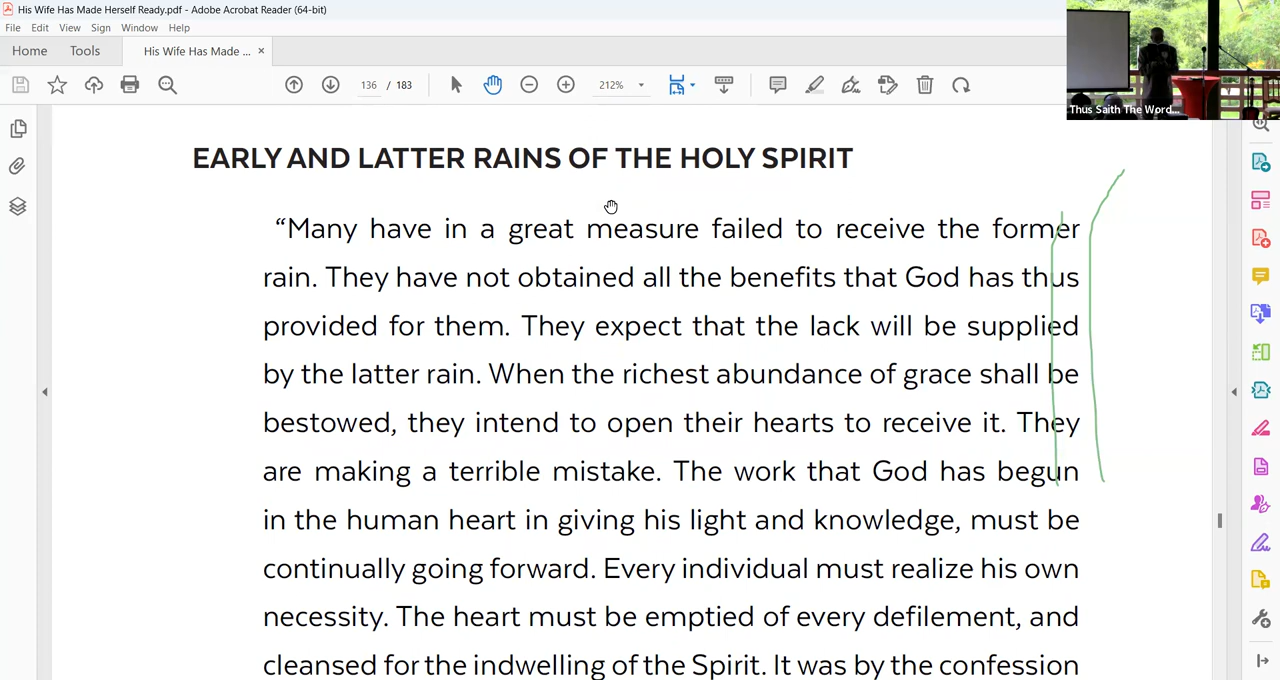 His Wife Has Made Herself Ready.pdf - Adobe Acrobat Reader (64-bit)
File Edit View Sign Window Help
Home Tools His Wife Has Made ... ×
136 / 183 212%
Thus Saith The Word...
EARLY AND LATTER RAINS OF THE HOLY SPIRIT
“Many have in a great measure failed to receive the former
rain. They have not obtained all the benefits that God has thus
provided for them. They expect that the lack will be supplied
by the latter rain. When the richest abundance of grace shall be
bestowed, they intend to open their hearts to receive it. They
are making a terrible mistake. The work that God has begun
in the human heart in giving his light and knowledge, must be
continually going forward. Every individual must realize his own
necessity. The heart must be emptied of every defilement, and
cleansed for the indwelling of the Spirit. It was by the confession